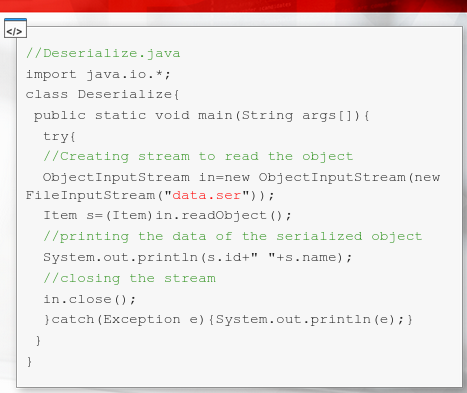 </>
//Deserialize.java
import java.io.*;
class Deserialize{
 public static void main(String args[]){
  try{
  //Creating stream to read the object
  ObjectInputStream in=new ObjectInputStream(new
FileInputStream("data.ser"));
  Item s=(Item)in.readObject();
  //printing the data of the serialized object
  System.out.println(s.id+" "+s.name);
  //closing the stream
  in.close();
  }catch(Exception e){System.out.println(e);}
 }
}